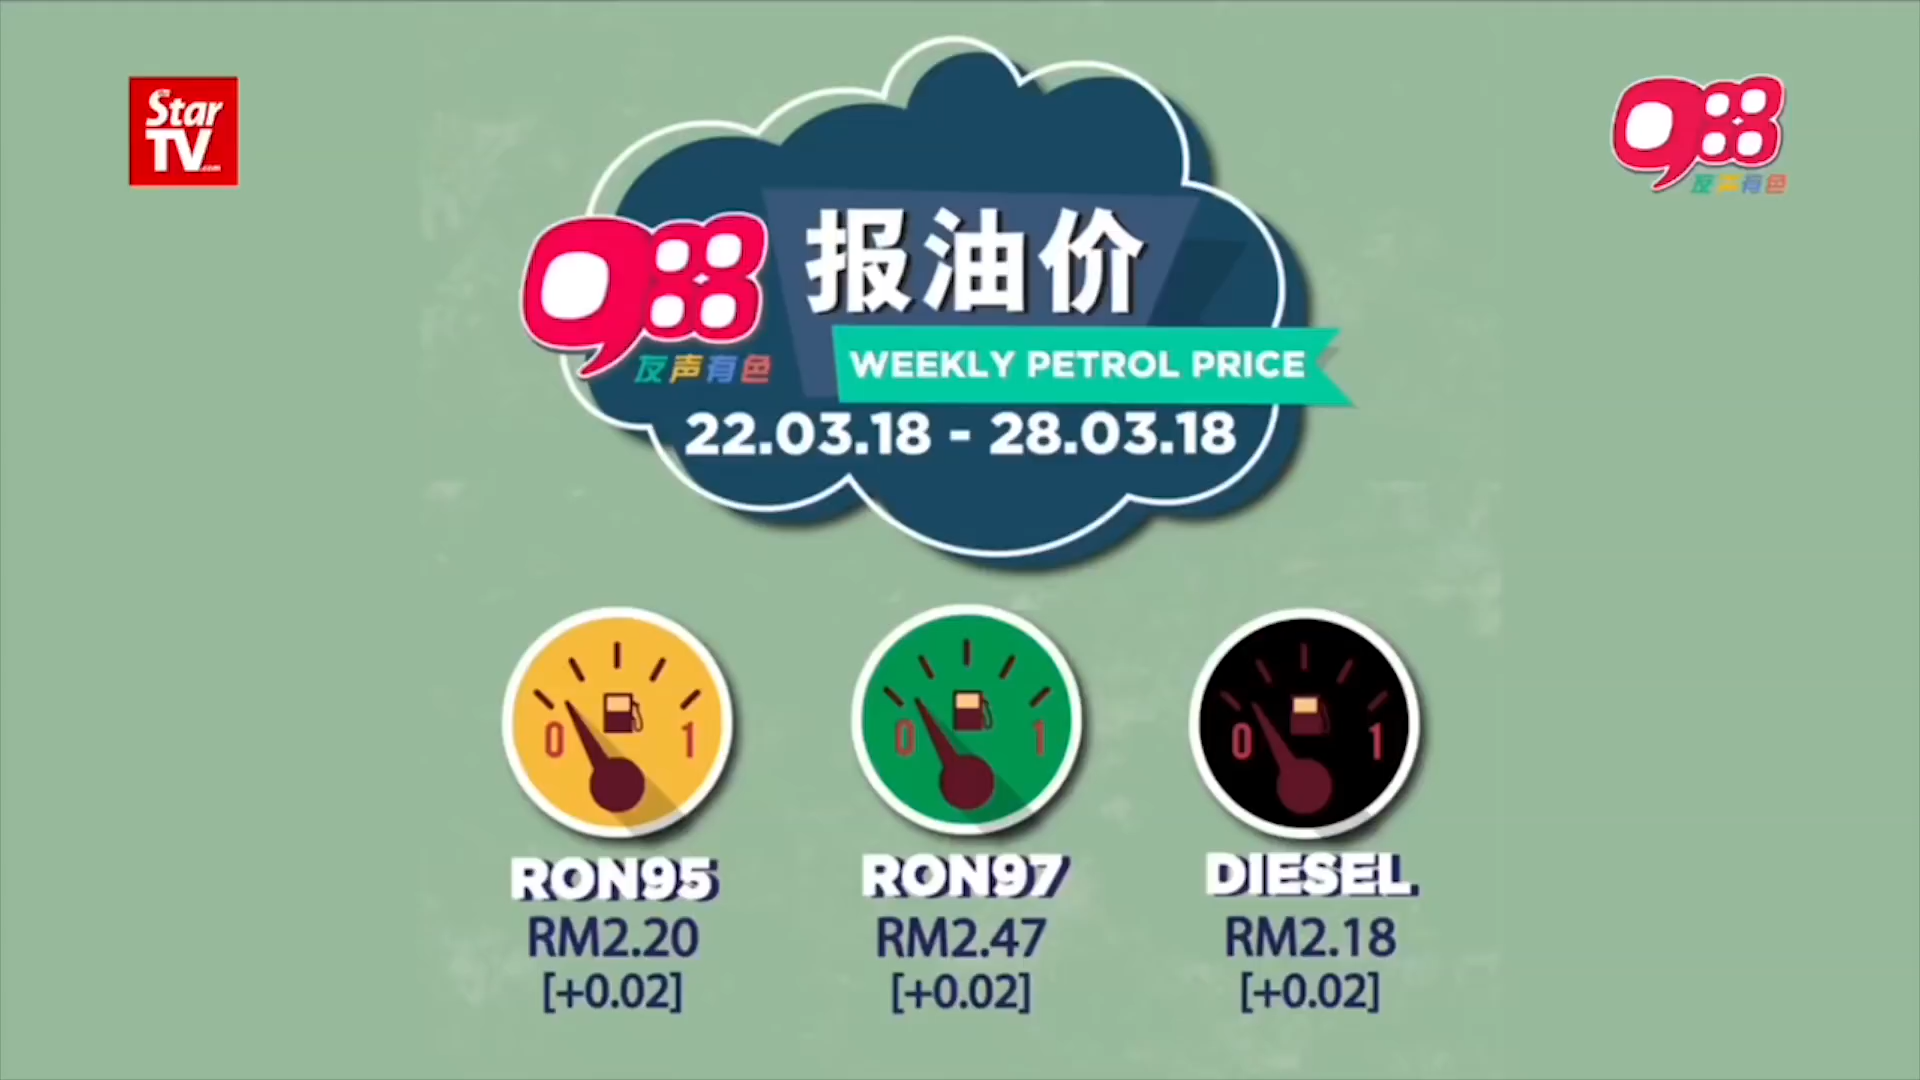 the Star
TV.com
988
友声有色
988
报油价
友声有色
WEEKLY PETROL PRICE
22.03.18 - 28.03.18
0 1
0 1
0 1
RON95
RON97
DIESEL
RM2.20
RM2.47
RM2.18
[+0.02]
[+0.02]
[+0.02]